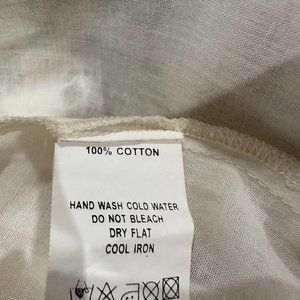 100% COTTON
HAND WASH COLD WATER
DO NOT BLEACH
DRY FLAT
COOL IRON